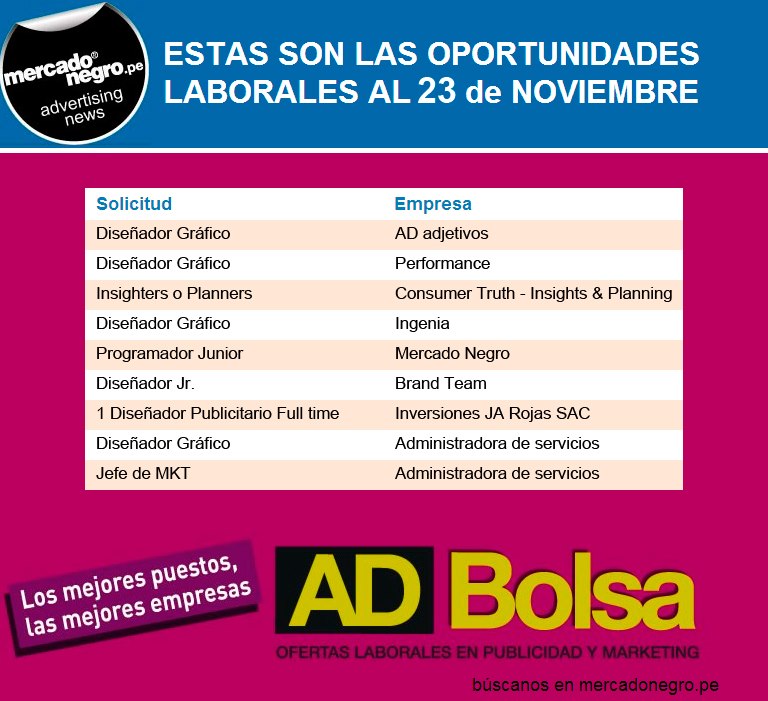 mercado®
negro.pe
advertising
news
ESTAS SON LAS OPORTUNIDADES
LABORALES AL 23 de NOVIEMBRE
Solicitud Empresa
Diseñador Gráfico AD adjetivos
Diseñador Gráfico Performance
Insighters o Planners Consumer Truth - Insights & Planning
Diseñador Gráfico Ingenia
Programador Junior Mercado Negro
Diseñador Jr. Brand Team
1 Diseñador Publicitario Full time Inversiones JA Rojas SAC
Diseñador Gráfico Administradora de servicios
Jefe de MKT Administradora de servicios
Los mejores puestos,
las mejores empresas
AD Bolsa
OFERTAS LABORALES EN PUBLICIDAD Y MARKETING
búscanos en mercadonegro.pe